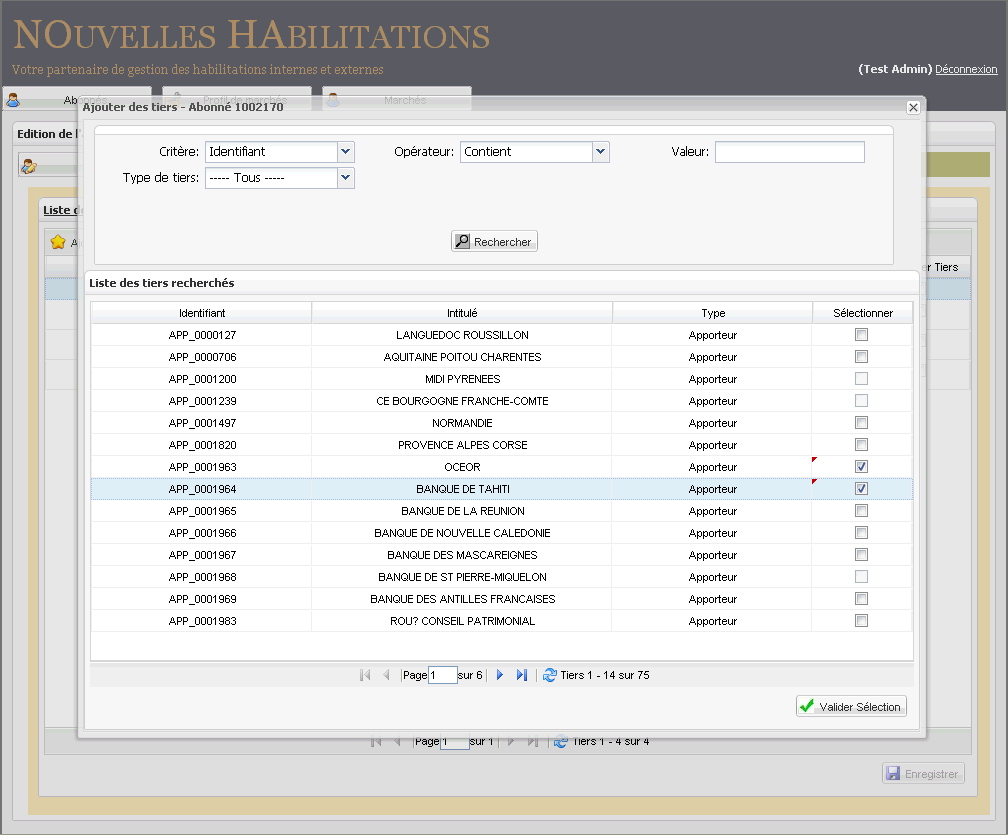 NOUVELLES HABILITATIONS
Votre partenaire de gestion des habilitations internes et externes
(Test Admin) Déconnexion
Abonnés Profil de marchés Marchés
Ajouter des tiers - Abonné 1002170
Edition de l'
Critère: Identifiant Opérateur: Contient Valeur:
Type de tiers: ----- Tous -----
Liste d
A
Rechercher
er Tiers
Liste des tiers recherchés
Identifiant Intitulé Type Sélectionner
APP_0000127 LANGUEDOC ROUSSILLON Apporteur
APP_0000706 AQUITAINE POITOU CHARENTES Apporteur
APP_0001200 MIDI PYRENEES Apporteur
APP_0001239 CE BOURGOGNE FRANCHE-COMTE Apporteur
APP_0001497 NORMANDIE Apporteur
APP_0001820 PROVENCE ALPES CORSE Apporteur
APP_0001963 OCEOR Apporteur
APP_0001964 BANQUE DE TAHITI Apporteur
APP_0001965 BANQUE DE LA REUNION Apporteur
APP_0001966 BANQUE DE NOUVELLE CALEDONIE Apporteur
APP_0001967 BANQUE DES MASCAREIGNES Apporteur
APP_0001968 BANQUE DE ST PIERRE-MIQUELON Apporteur
APP_0001969 BANQUE DES ANTILLES FRANCAISES Apporteur
APP_0001983 ROU? CONSEIL PATRIMONIAL Apporteur
Page 1 sur 6 Tiers 1 - 14 sur 75
Valider Sélection
Page 1 sur 1 Tiers 1 - 4 sur 4
Enregistrer